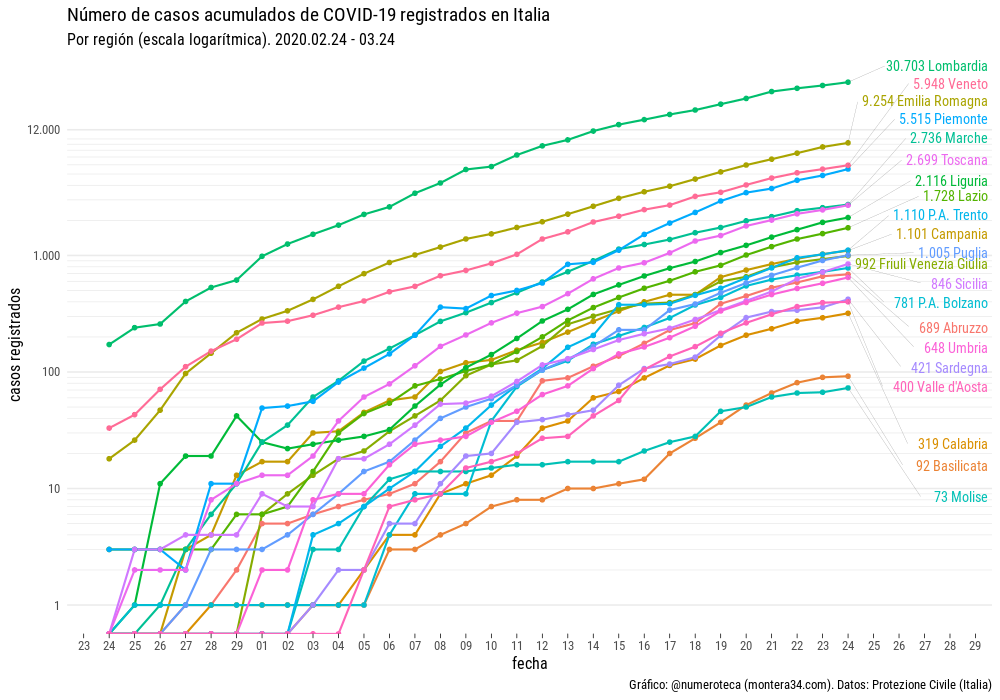 Número de casos acumulados de COVID-19 registrados en Italia
Por región (escala logarítmica). 2020.02.24 - 03.24
30.703 Lombardia
5.948 Veneto
9.254 Emilia Romagna
5.515 Piemonte
2.736 Marche
2.699 Toscana
2.116 Liguria
1.728 Lazio
1.110 P.A. Trento
1.101 Campania
1.005 Puglia
992 Friuli Venezia Giulia
846 Sicilia
781 P.A. Bolzano
689 Abruzzo
648 Umbria
421 Sardegna
400 Valle d'Aosta
319 Calabria
92 Basilicata
73 Molise
casos registrados
12.000
1.000
100
10
1
23 24 25 26 27 28 29 01 02 03 04 05 06 07 08 09 10 11 12 13 14 15 16 17 18 19 20 21 22 23 24 25 26 27 28 29
fecha
Gráfico: @numeroteca (montera34.com). Datos: Protezione Civile (Italia)